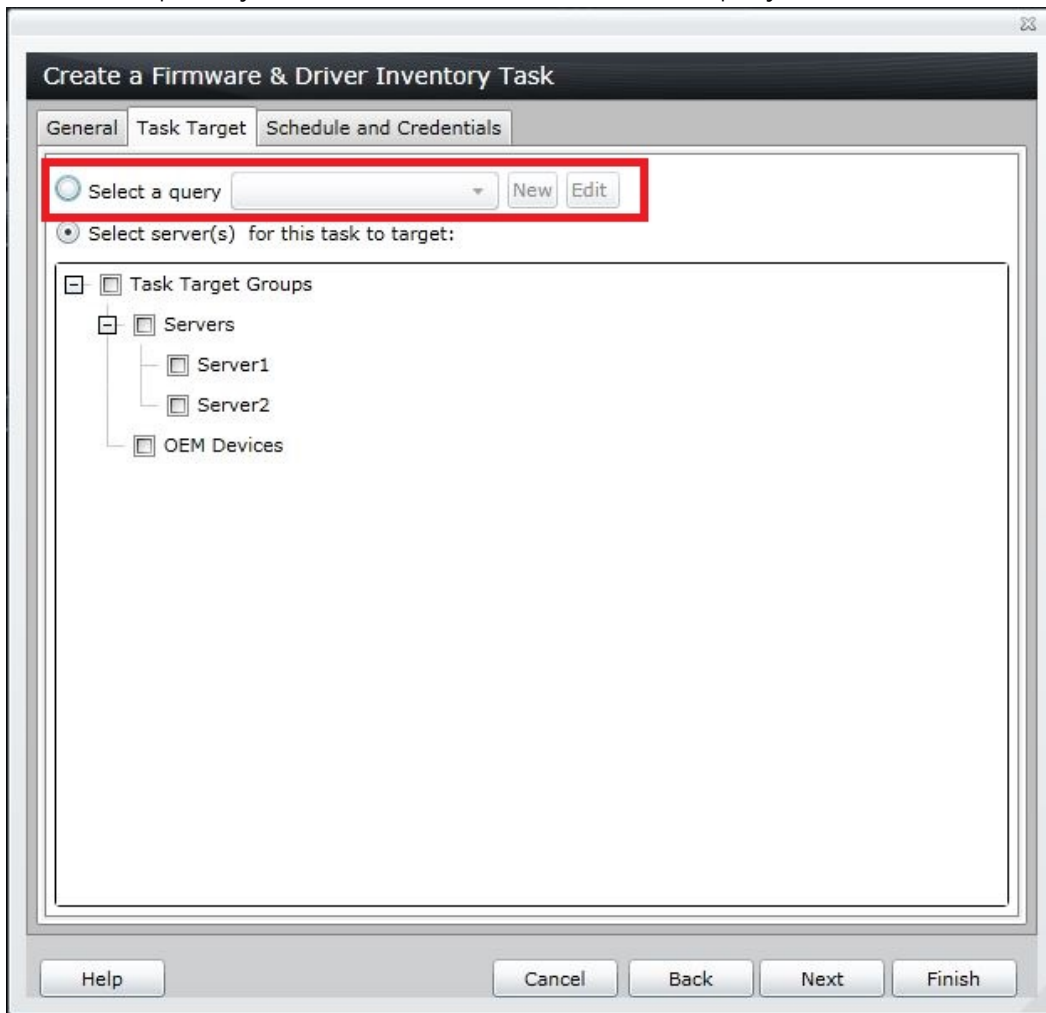 Create a Firmware & Driver Inventory Task
General Task Target Schedule and Credentials
Select a query New Edit
Select server(s) for this task to target:
Task Target Groups
Servers
Server1
Server2
OEM Devices
Help Cancel Back Next Finish